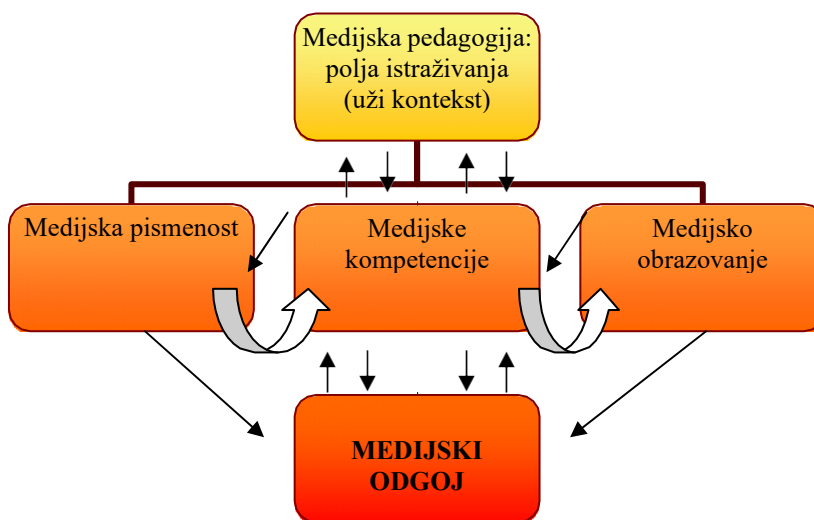 Medijska pedagogija:
polja istraživanja
(uži kontekst)
Medijska pismenost
Medijske
kompetencije
Medijsko
obrazovanje
MEDIJSKI
ODGOJ